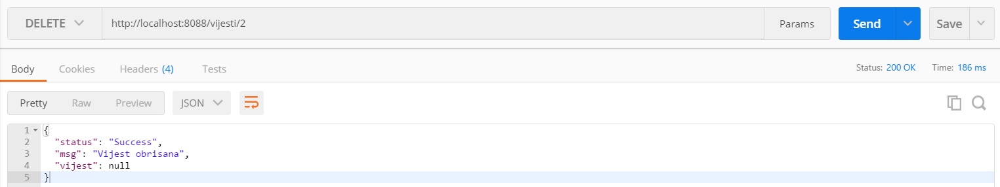 DELETE http://localhost:8088/vijesti/2 Params Send Save
Body Cookies Headers (4) Tests Status: 200 OK Time: 186 ms
Pretty Raw Preview JSON
1 {
2 "status": "Success",
3 "msg": "Vijest obrisana",
4 "vijest": null
5 }